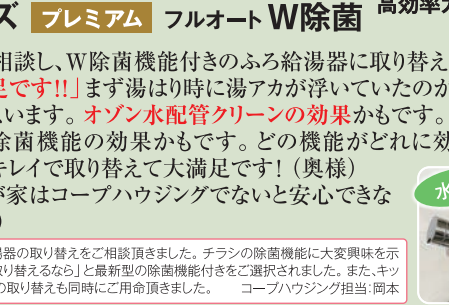 ズ プレミアム フルオート W除菌 高効率
相談し、W除菌機能付きのふろ給湯器に取り替え
足です!!」まず湯はり時に湯アカが浮いていたのか
います。オゾン水配管クリーンの効果かもです。
除菌機能の効果かもです。どの機能がどれに効
キレイで取り替えて大満足です!（奥様）
が家はコープハウジングでないと安心できな
）
水
湯器の取り替えをご相談頂きました。チラシの除菌機能に大変興味を示
取り替えるなら」と最新型の除菌機能付きをご選択されました。また、キッ
の取り替えも同時にご用命頂きました。 コープハウジング担当:岡本